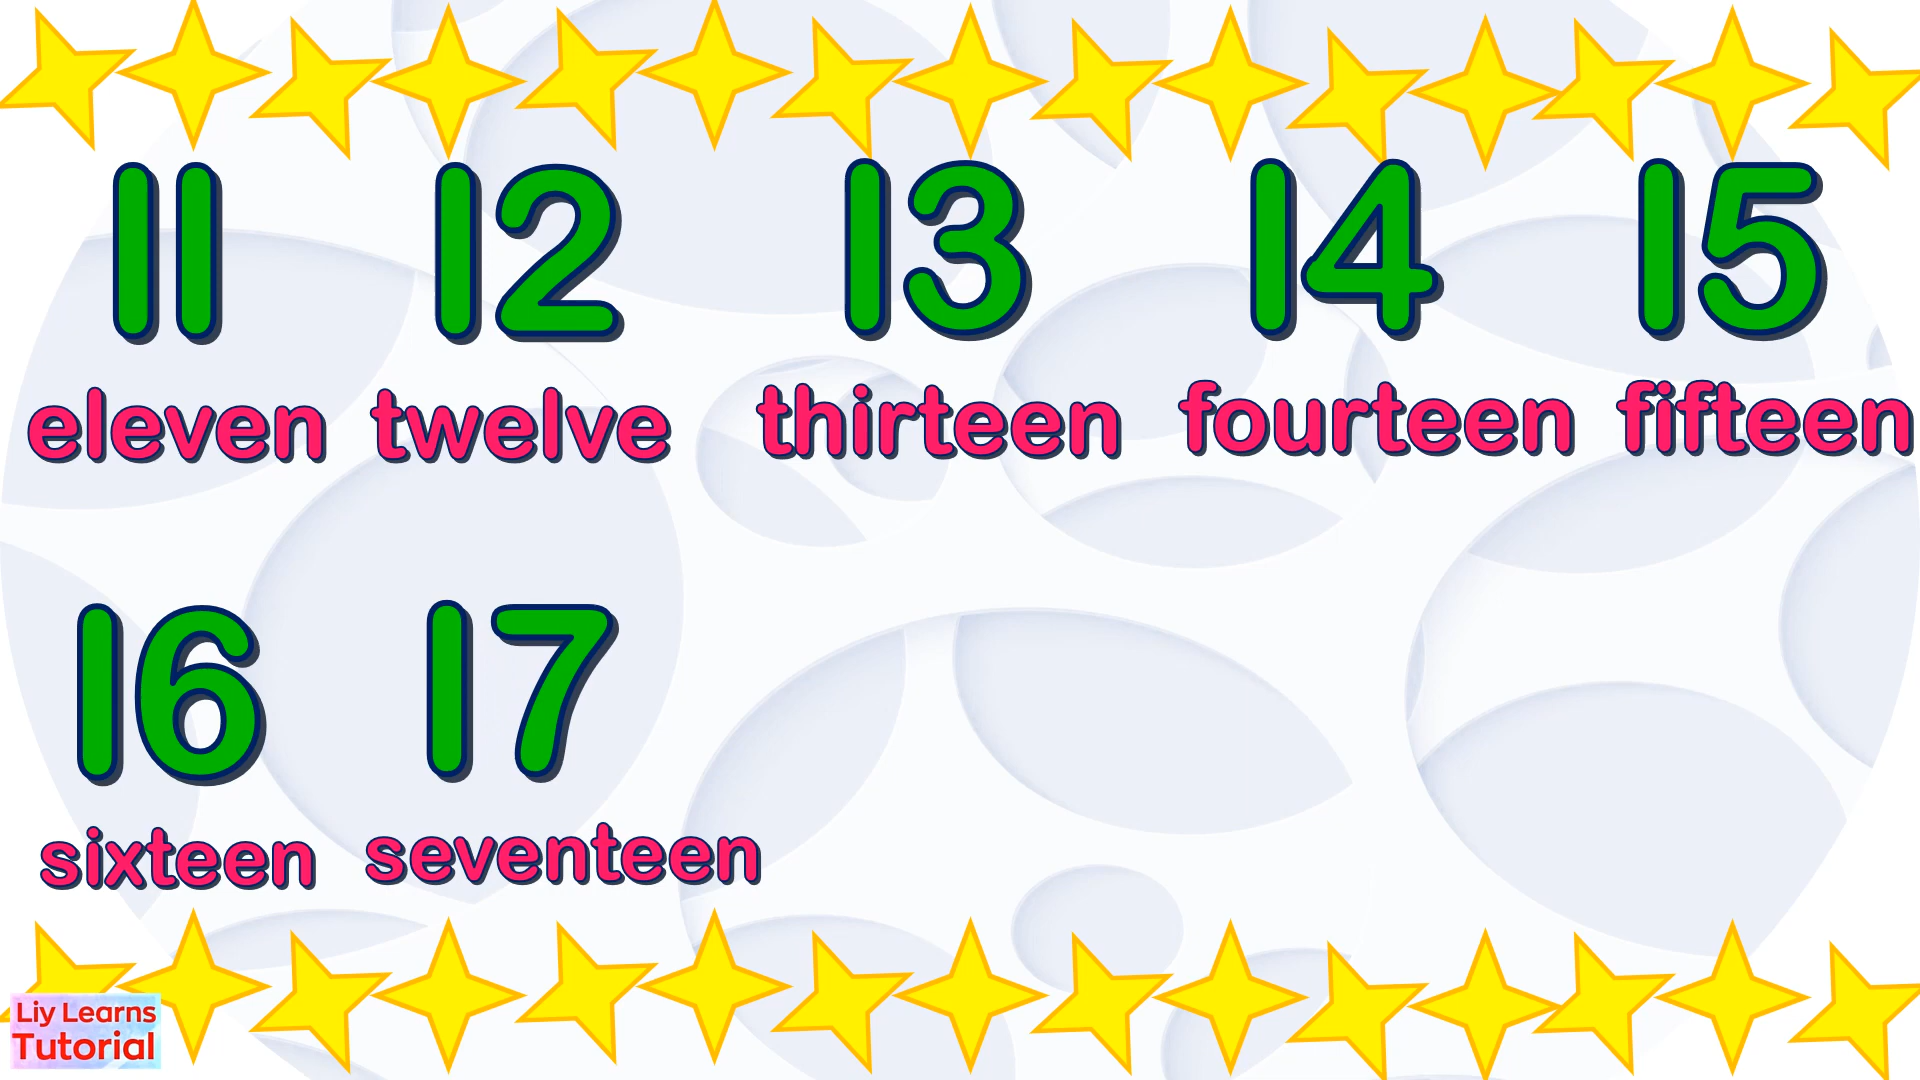 11 12 13 14 15
eleven twelve thirteen fourteen fifteen
16 17
sixteen seventeen
Liy Learns
Tutorial